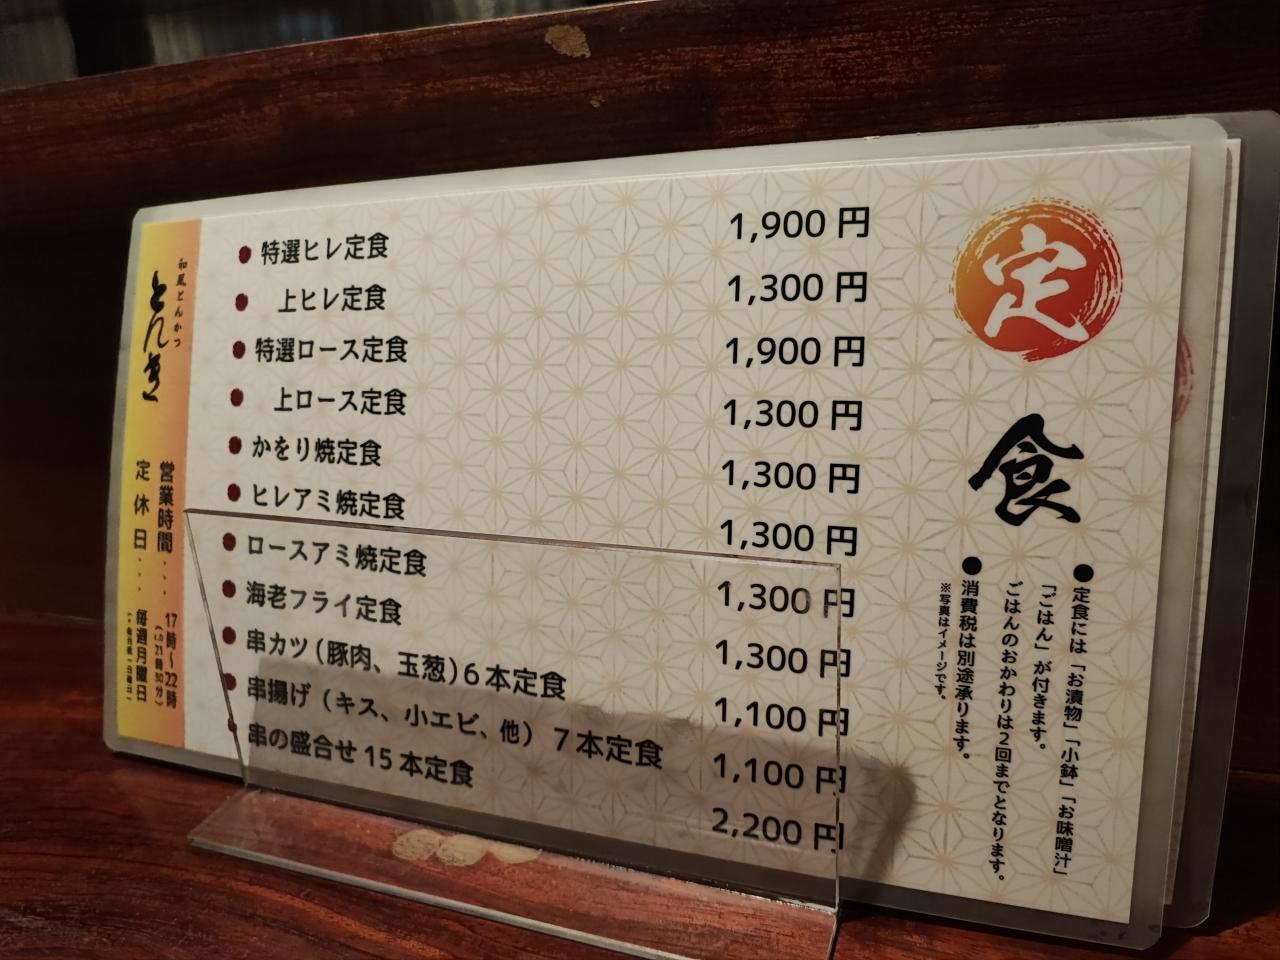 定食
● 定食には「お漬物」「小鉢」「お味噌汁」
「ごはん」が付きます。
ごはんのおかわりは2回までとなります。
● 消費税は別途承ります。
※写真はイメージです。
● 特選ヒレ定食 1,900円
● 上ヒレ定食 1,300円
● 特選ロース定食 1,900円
● 上ロース定食 1,300円
● かをり焼定食 1,300円
● ヒレアミ焼定食 1,300円
● ロースアミ焼定食 1,300円
● 海老フライ定食 1,300円
● 串カツ(豚肉、玉葱)6本定食 1,100円
● 串揚げ(キス、小エビ、他)7本定食 1,100円
● 串の盛合せ15本定食 2,200円
和風とんかつ
とんき
営業時間・・・17時〜22時
定休日・・・毎週月曜日